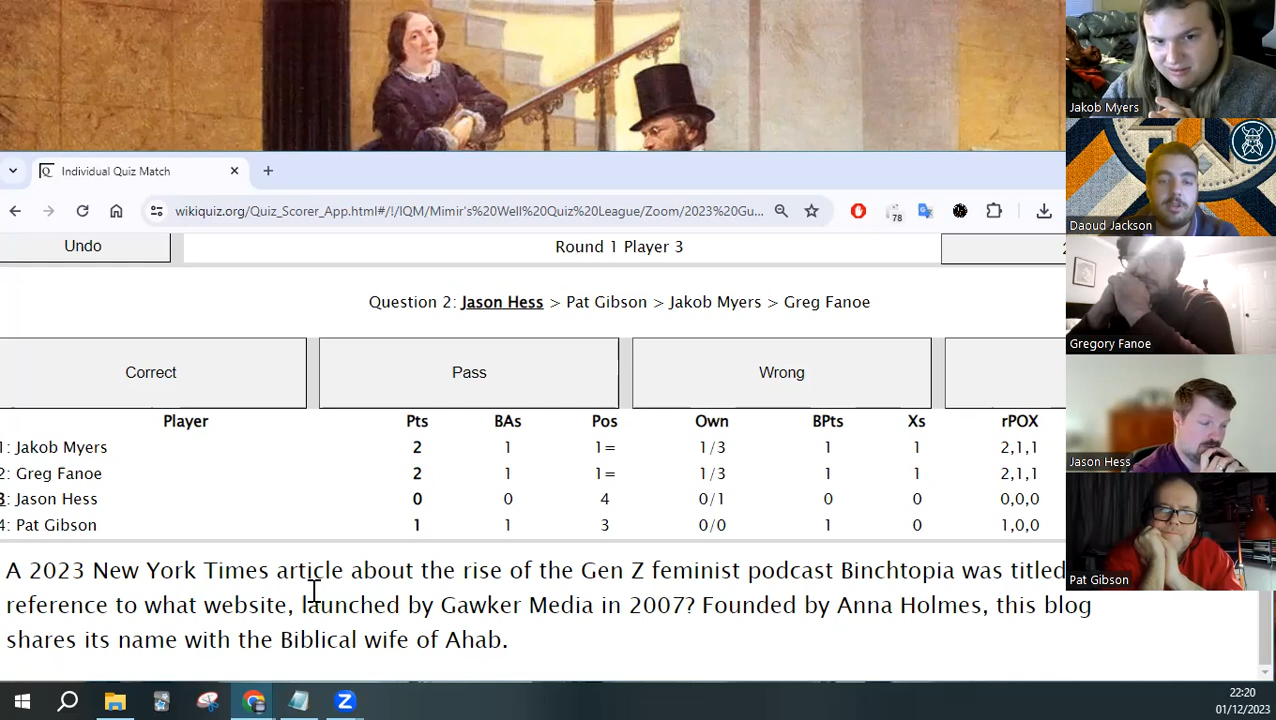 Jakob Myers
Individual Quiz Match
wikiquiz.org/Quiz_Scorer_App.html#/I/IQM/Mimir's%20Well%20Quiz%20League/Zoom/2023%20Gu...
78
Daoud Jackson
Undo
Round 1 Player 3
2
Question 2: Jason Hess > Pat Gibson > Jakob Myers > Greg Fanoe
Gregory Fanoe
Correct
Pass
Wrong
Player Pts BAs Pos Own BPts Xs rPOX
1: Jakob Myers 2 1 1= 1/3 1 1 2,1,1
2: Greg Fanoe 2 1 1= 1/3 1 1 2,1,1
3: Jason Hess 0 0 4 0/1 0 0 0,0,0
4: Pat Gibson 1 1 3 0/0 1 0 1,0,0
Jason Hess
Pat Gibson
A 2023 New York Times article about the rise of the Gen Z feminist podcast Binchtopia was titled
reference to what website, launched by Gawker Media in 2007? Founded by Anna Holmes, this blog
shares its name with the Biblical wife of Ahab.
22:20
01/12/2023